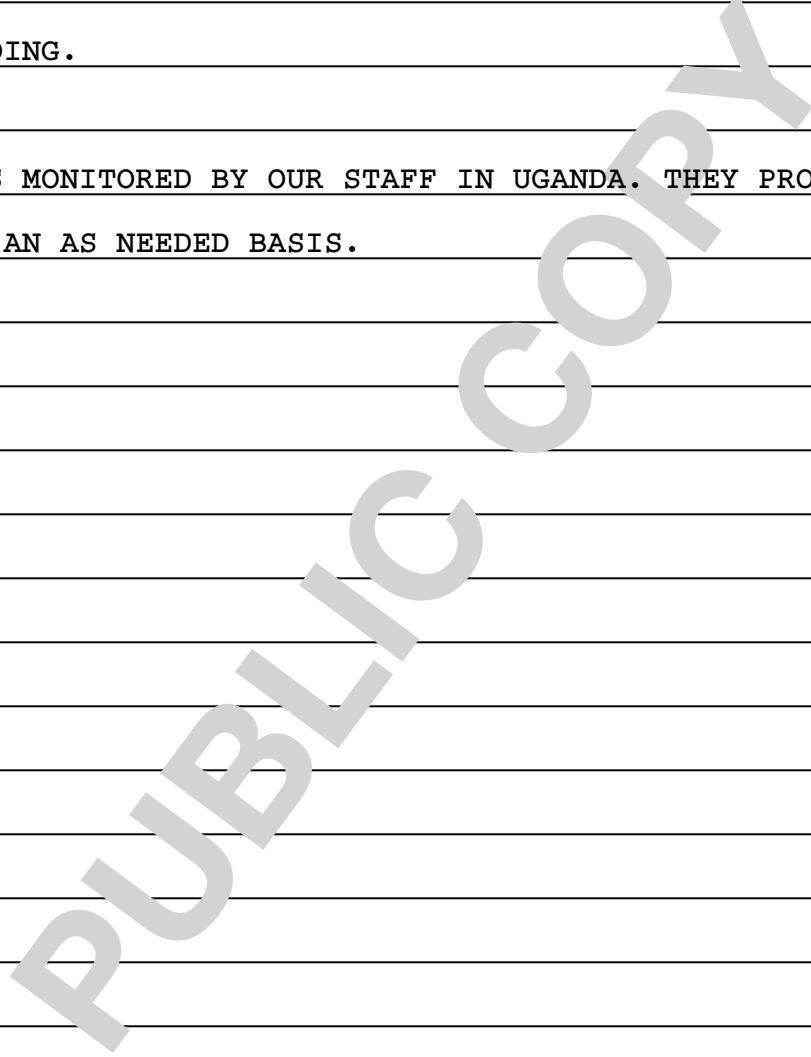 DING.
S MONITORED BY OUR STAFF IN UGANDA. THEY PRO
AN AS NEEDED BASIS.
PUBLIC COPY